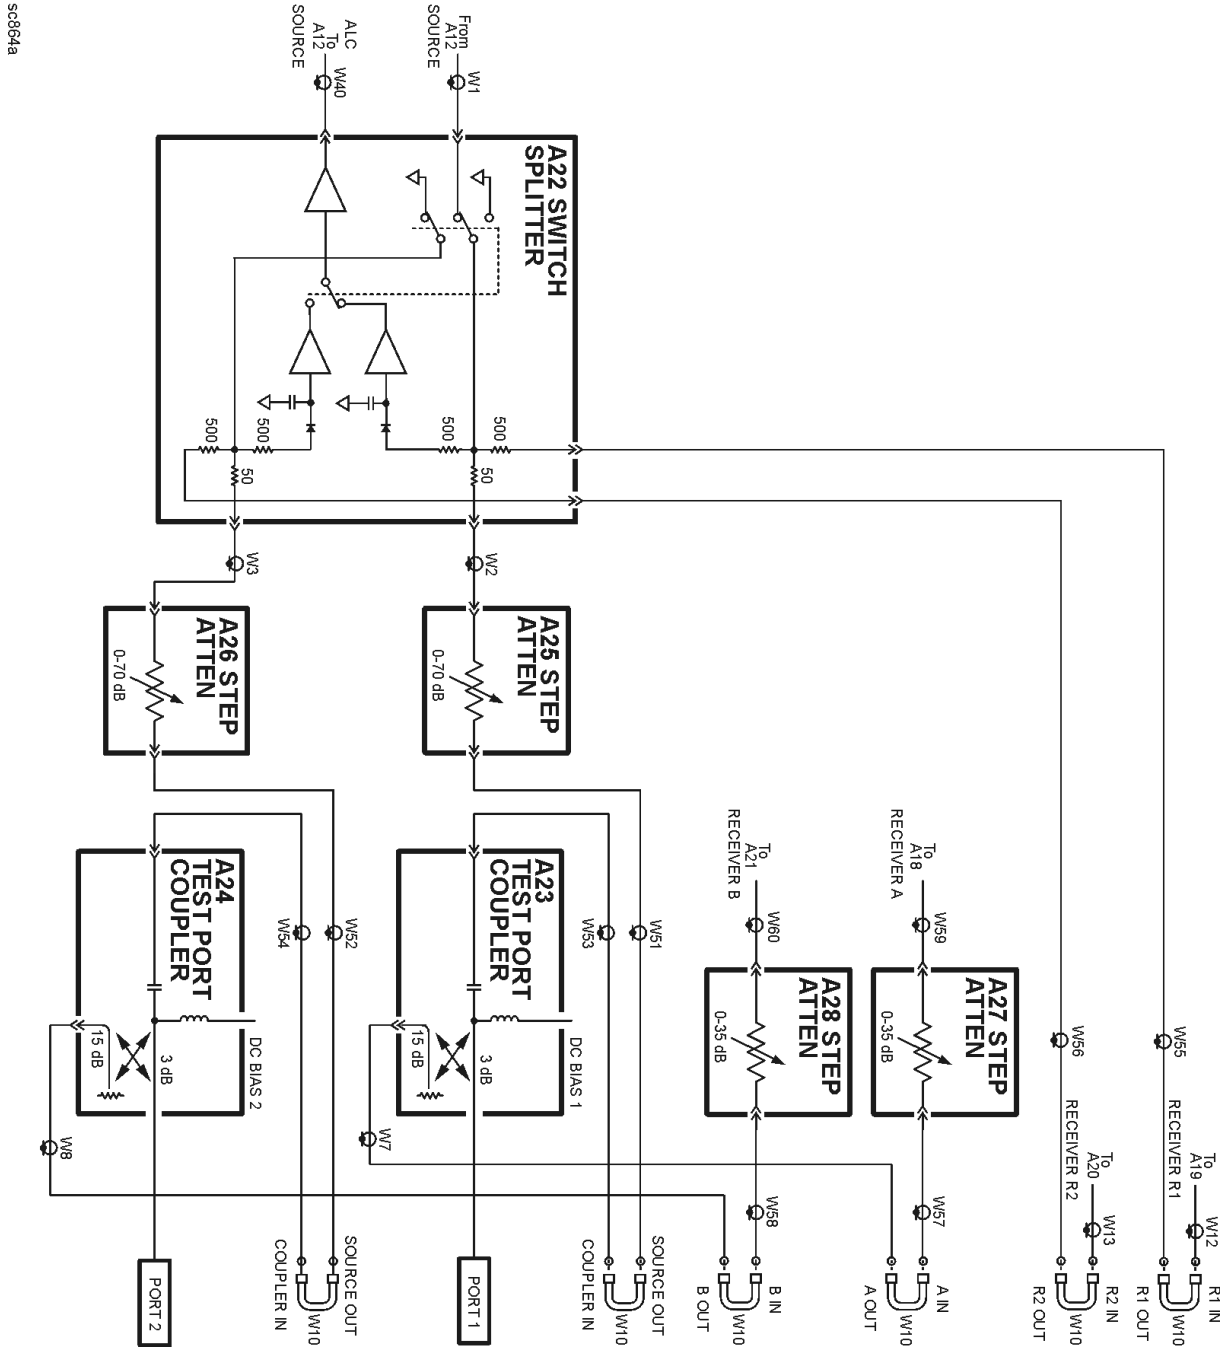 sc864a
ALC
To
A12
SOURCE
W40
From
A12
SOURCE
W1
A22 SWITCH
SPLITTER
500
500
50
500
500
50
W3
W2
A26 STEP
ATTEN
0-70 dB
A25 STEP
ATTEN
0-70 dB
A24
TEST PORT
COUPLER
W54
W52
DC BIAS 2
3 dB
15 dB
W8
A23
TEST PORT
COUPLER
W53
W51
DC BIAS 1
3 dB
15 dB
W7
To
A21
RECEIVER B
W60
A28 STEP
ATTEN
0-35 dB
W58
To
A18
RECEIVER A
W59
A27 STEP
ATTEN
0-35 dB
W57
W56
W55
To
A20
RECEIVER R2
W13
To
A19
RECEIVER R1
W12
PORT 2
SOURCE OUT
COUPLER IN
W10
PORT 1
SOURCE OUT
COUPLER IN
W10
B IN
B OUT
W10
A IN
A OUT
W10
R2 IN
R2 OUT
W10
R1 IN
R1 OUT
W10